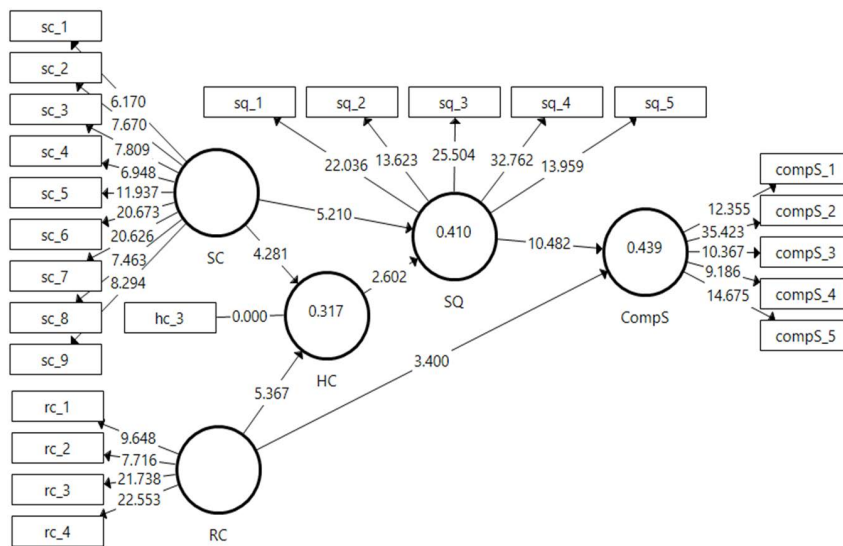 sc_1
sc_2
sc_3
sc_4
sc_5
sc_6
sc_7
sc_8
sc_9
6.170
7.670
7.809
6.948
11.937
20.673
20.626
7.463
8.294
SC
sq_1
sq_2
sq_3
sq_4
sq_5
22.036
13.623
25.504
32.762
13.959
5.210
4.281
0.410
SQ
10.482
2.602
hc_3
0.000
0.317
HC
5.367
3.400
0.439
CompS
12.355
35.423
10.367
9.186
14.675
compS_1
compS_2
compS_3
compS_4
compS_5
rc_1
rc_2
rc_3
rc_4
9.648
7.716
21.738
22.553
RC